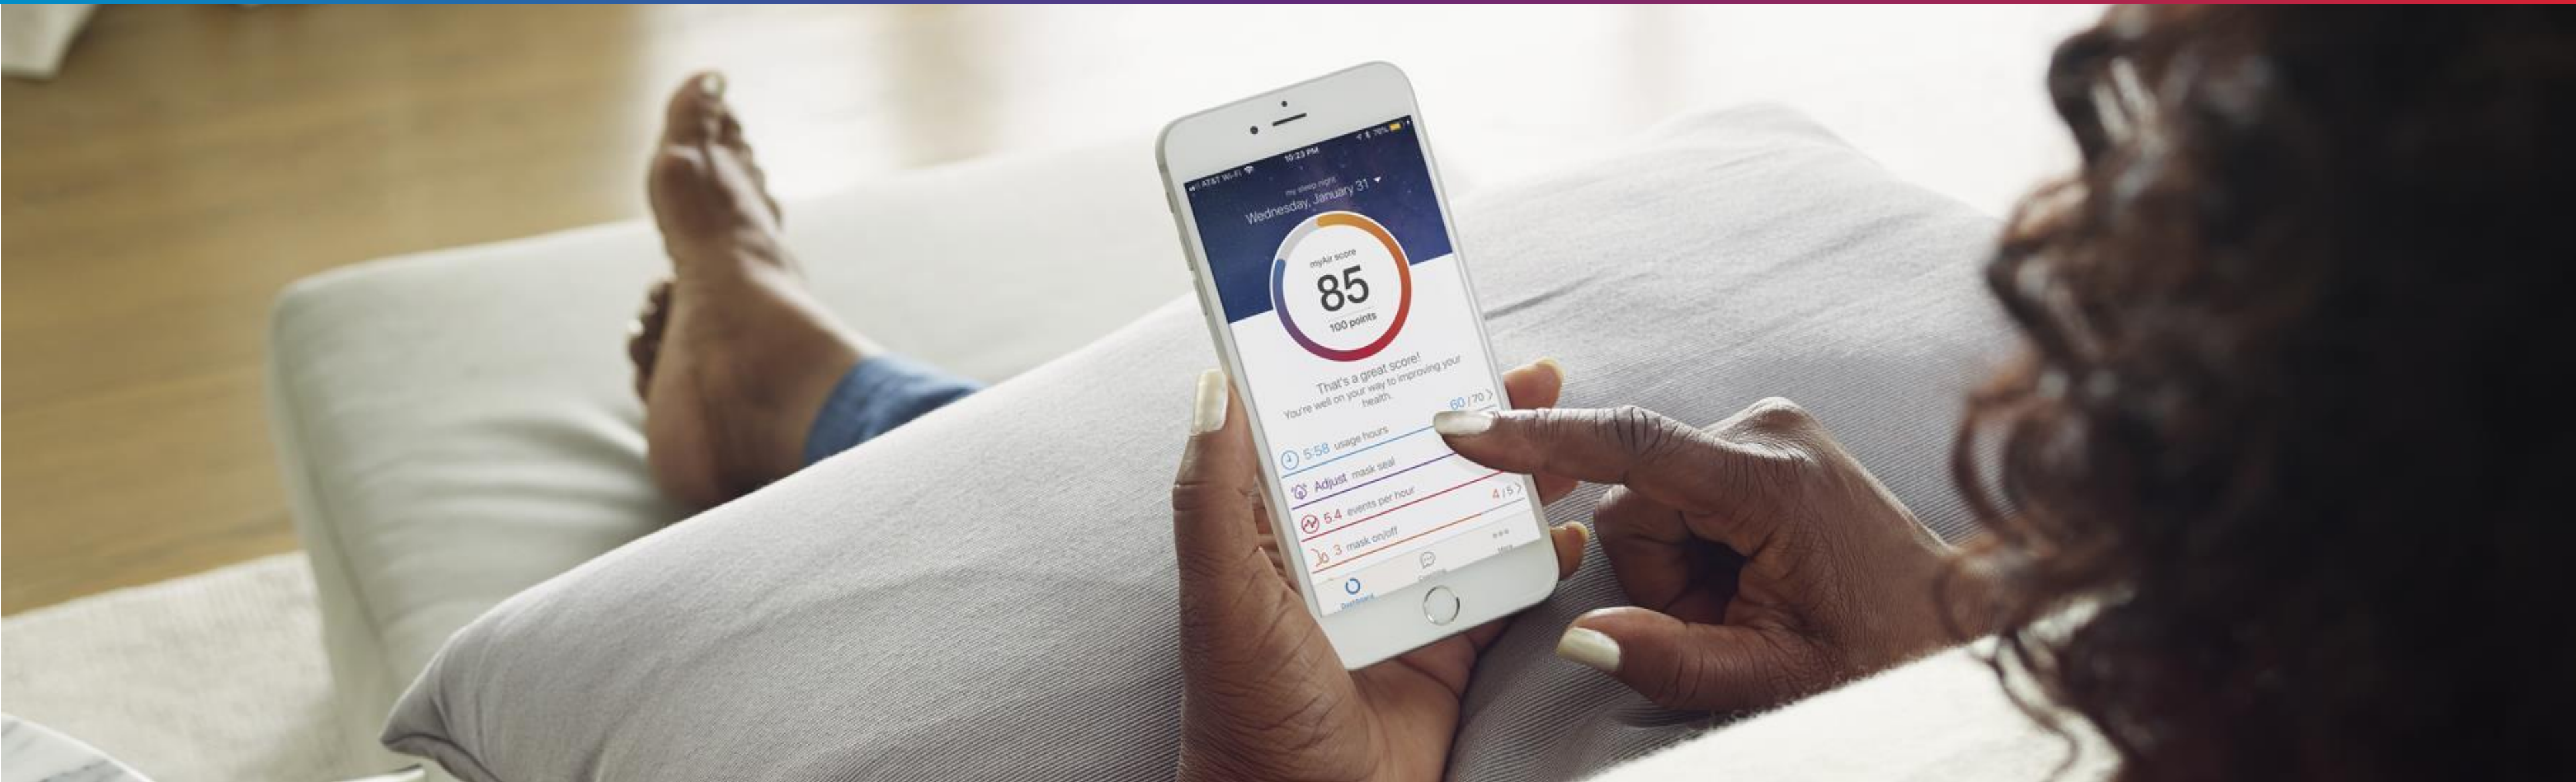 AT&T Wi-Fi 10:23 PM 76%
my sleep night
Wednesday, January 31
myAir score
85
100 points
That's a great score!
You're well on your way to improving your
health.
5:58 usage hours 60 / 70
Adjust mask seal
5.4 events per hour
3 mask on/off 4 / 5
Dashboard Coaching More